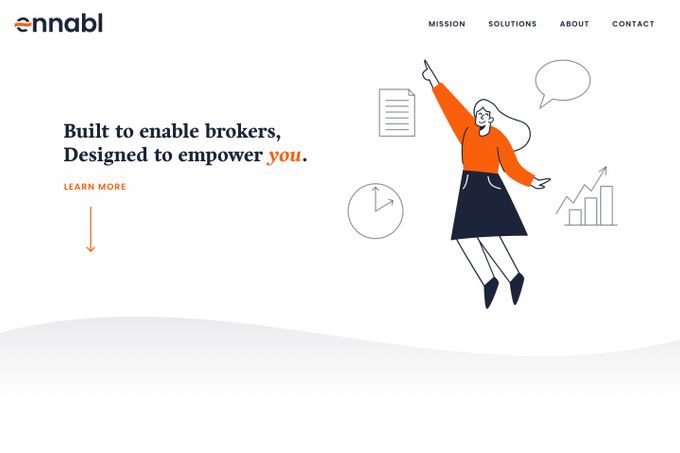 ennabl
MISSION SOLUTIONS ABOUT CONTACT
Built to enable brokers,
Designed to empower you.
LEARN MORE